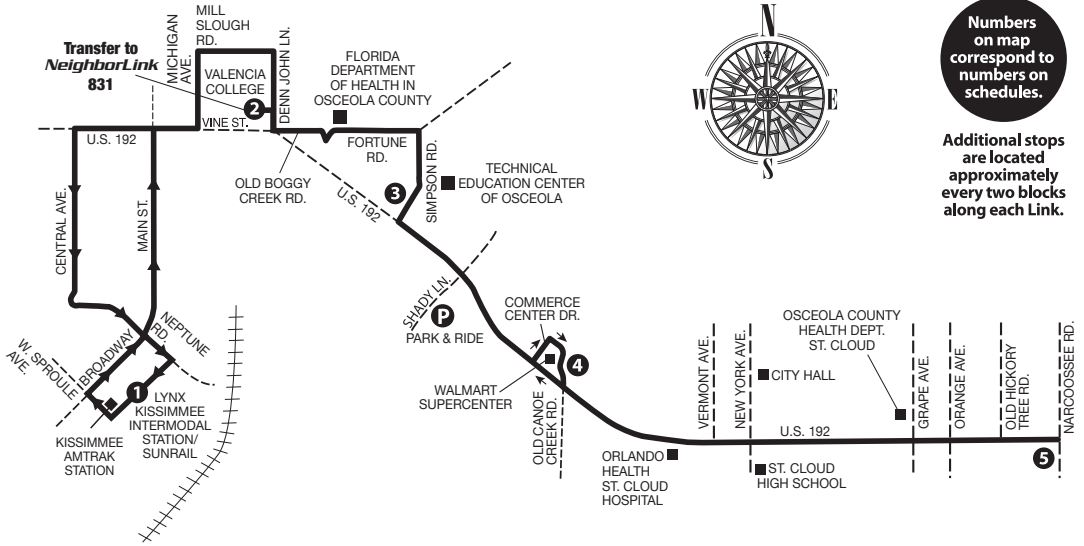 MILL
SLOUGH
RD.
MICHIGAN
AVE.
Transfer to
NeighborLink
831
VALENCIA
COLLEGE
2
DENN JOHN LN.
FLORIDA
DEPARTMENT
OF HEALTH IN
OSCEOLA COUNTY
N
W
E
S
Numbers
on map
correspond to
numbers on
schedules.
Additional stops
are located
approximately
every two blocks
along each Link.
U.S. 192
VINE ST.
FORTUNE
RD.
OLD BOGGY
CREEK RD.
U.S. 192
3
SIMPSON RD.
TECHNICAL
EDUCATION CENTER
OF OSCEOLA
CENTRAL AVE.
MAIN ST.
SHADY LN.
P
PARK & RIDE
COMMERCE
CENTER DR.
4
WALMART
SUPERCENTER
OLD CANOE
CREEK RD.
W. SPROULE
AVE.
BROADWAY
NEPTUNE
RD.
1
LYNX
KISSIMMEE
INTERMODAL
STATION/
SUNRAIL
KISSIMMEE
AMTRAK
STATION
VERMONT AVE.
NEW YORK AVE.
CITY HALL
OSCEOLA COUNTY
HEALTH DEPT.
ST. CLOUD
GRAPE AVE.
ORANGE AVE.
OLD HICKORY
TREE RD.
NARCOOSSEE RD.
U.S. 192
ORLANDO
HEALTH
ST. CLOUD
HOSPITAL
ST. CLOUD
HIGH SCHOOL
5